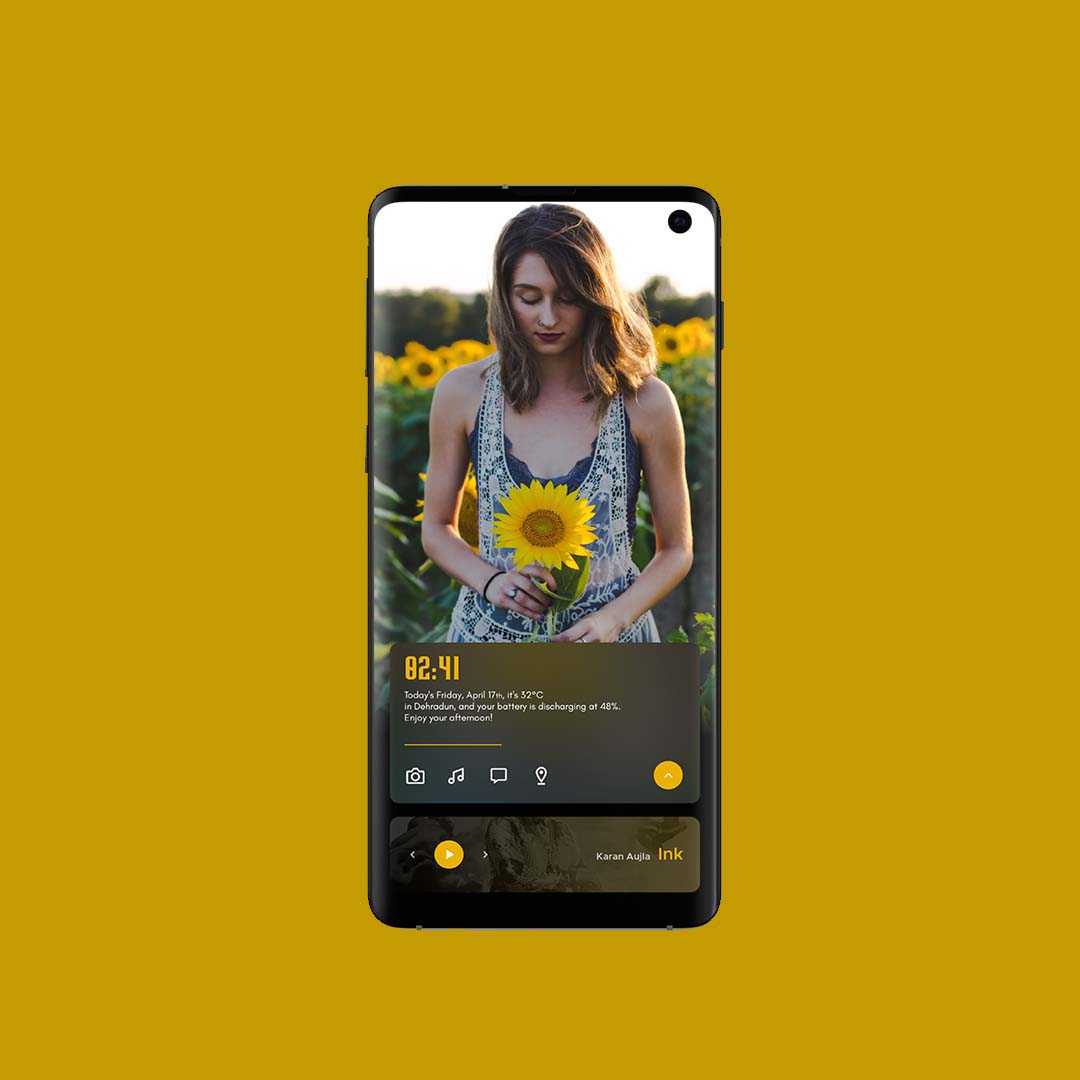 02:41
Today's Friday, April 17th, it's 32°C
in Dehradun, and your battery is discharging at 48%.
Enjoy your afternoon!
Karan Aujla Ink